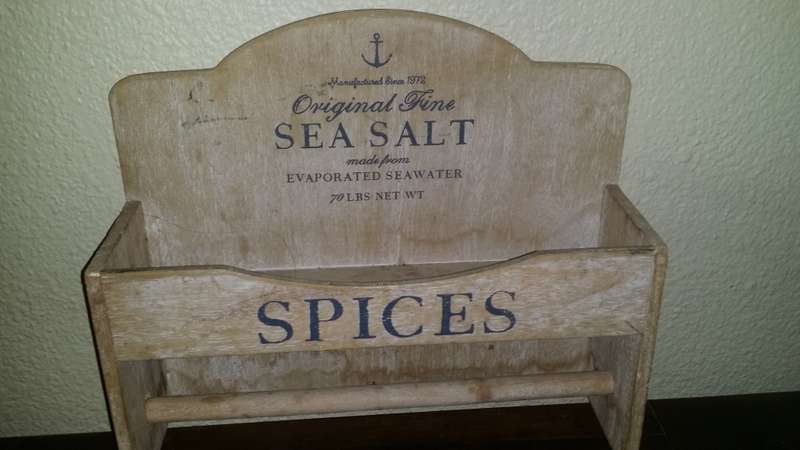 Manufactured Since 1972
Original Fine
SEA SALT
made from
EVAPORATED SEAWATER
70 LBS NET WT
SPICES